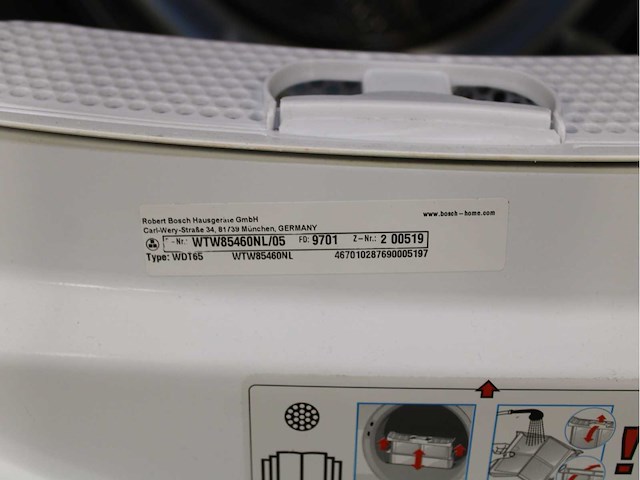 Robert Bosch Hausgeräte GmbH
www.bosch-home.com
Carl-Wery-Straße 34, 81739 München, GERMANY
-Nr.: WTW85460NL/05 FD: 9701 Z-Nr.: 2 00519
Type: WDT65 WTW85460NL 467010287690005197
!